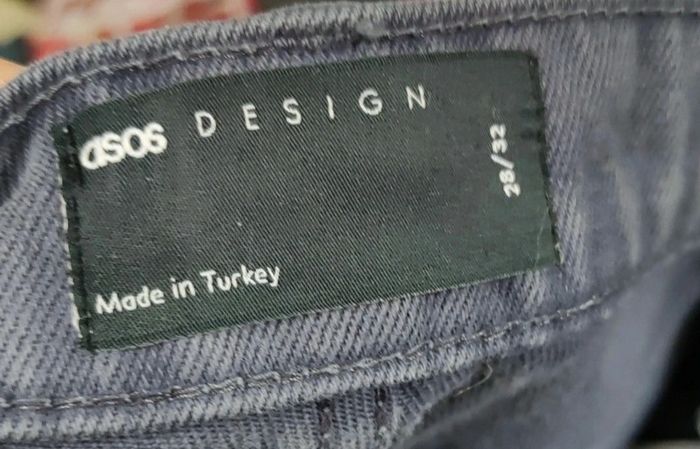 asos DESIGN
28/32
Made in Turkey